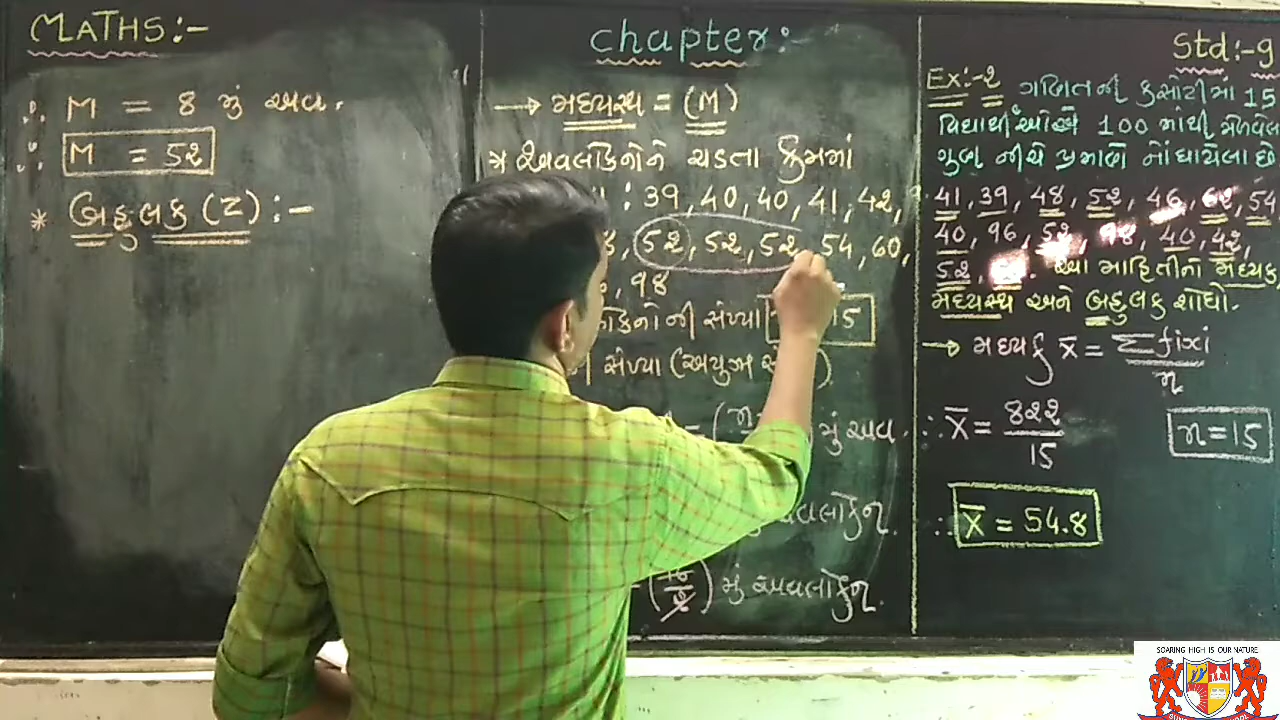 MATHS:-
∴ M = 8 મું અવ.
∴ M = 52
* બહુલક (Z) :-
chapter:-
→ મધ્યસ્થ = (M)
અવલોકનોને ચડતા ક્રમમાં
: 39, 40, 40, 41, 42,
52, 52, 52, 54, 60,
, 98
ની સંખ્યા 15
સંખ્યા (અયુગ્મ
મું અવ.
અવલોકન.
મું અવલોકન.
Std:-9
Ex:-2 ગણિતની કસોટીમાં 15
વિદ્યાર્થીઓએ 100 માંથી મેળવેલ
ગુણ નીચે પ્રમાણે નોંધાયેલા છે
41, 39, 48, 52, 46, 62, 54
40, 96, 52, 98, 40, 42,
52, . આ માહિતીનો મધ્યક,
મધ્યસ્થ અને બહુલક શોધો.
→ મધ્યક x̄ = Σfixi / n
∴ x̄ = 822 / 15
n = 15
∴ x̄ = 54.8
SOARING HIGH IS OUR NATURE